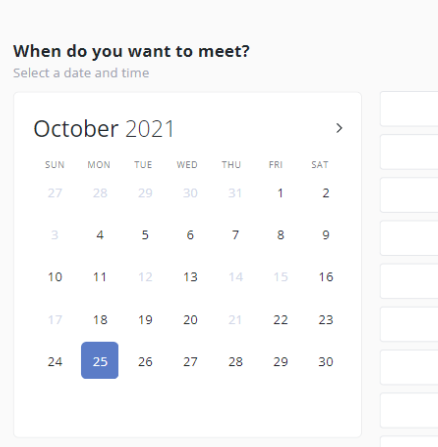 When do you want to meet?
Select a date and time
October 2021
SUN MON TUE WED THU FRI SAT
27 28 29 30 31 1 2
3 4 5 6 7 8 9
10 11 12 13 14 15 16
17 18 19 20 21 22 23
24 25 26 27 28 29 30